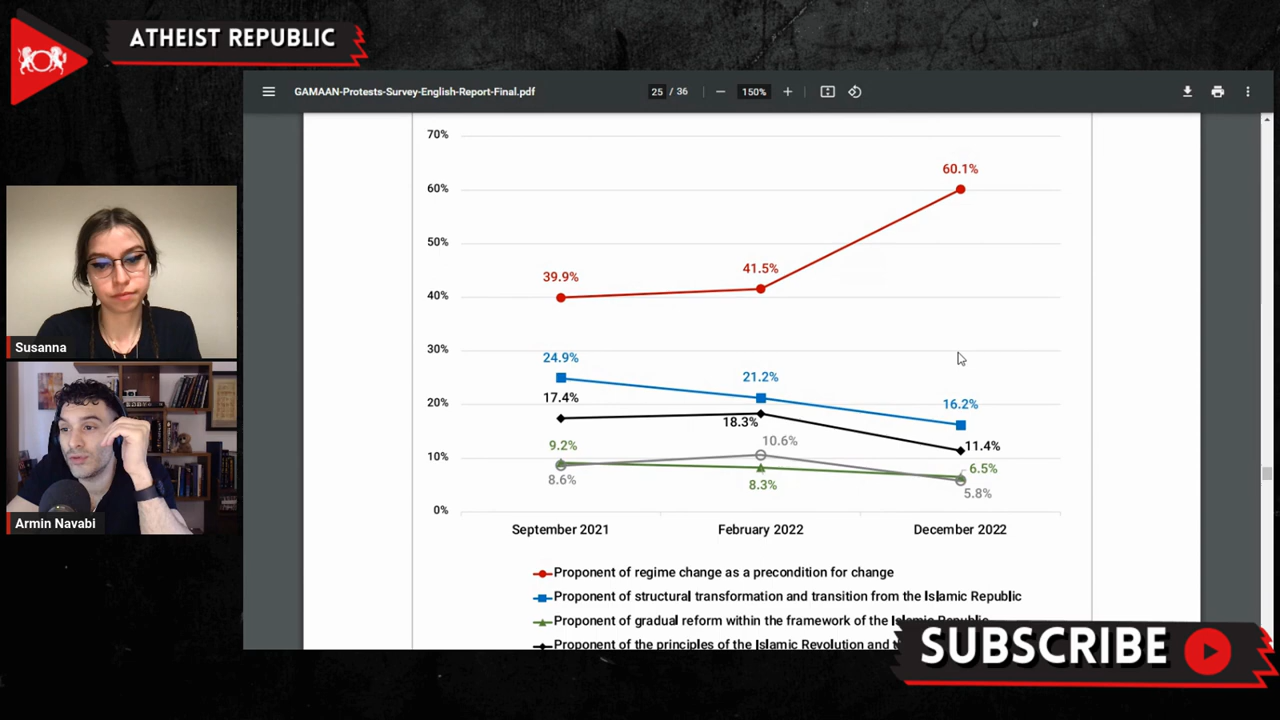 ATHEIST REPUBLIC
GAMAAN-Protests-Survey-English-Report-Final.pdf
25 / 36
150%
70%
60%
50%
40%
30%
20%
10%
0%
39.9%
41.5%
60.1%
24.9%
21.2%
16.2%
17.4%
18.3%
11.4%
9.2%
10.6%
6.5%
8.6%
8.3%
5.8%
September 2021 February 2022 December 2022
Proponent of regime change as a precondition for change
Proponent of structural transformation and transition from the Islamic Republic
Proponent of gradual reform within the framework of the Islamic Republic
Proponent of the principles of the Islamic Revolution and
Susanna
Armin Navabi
SUBSCRIBE